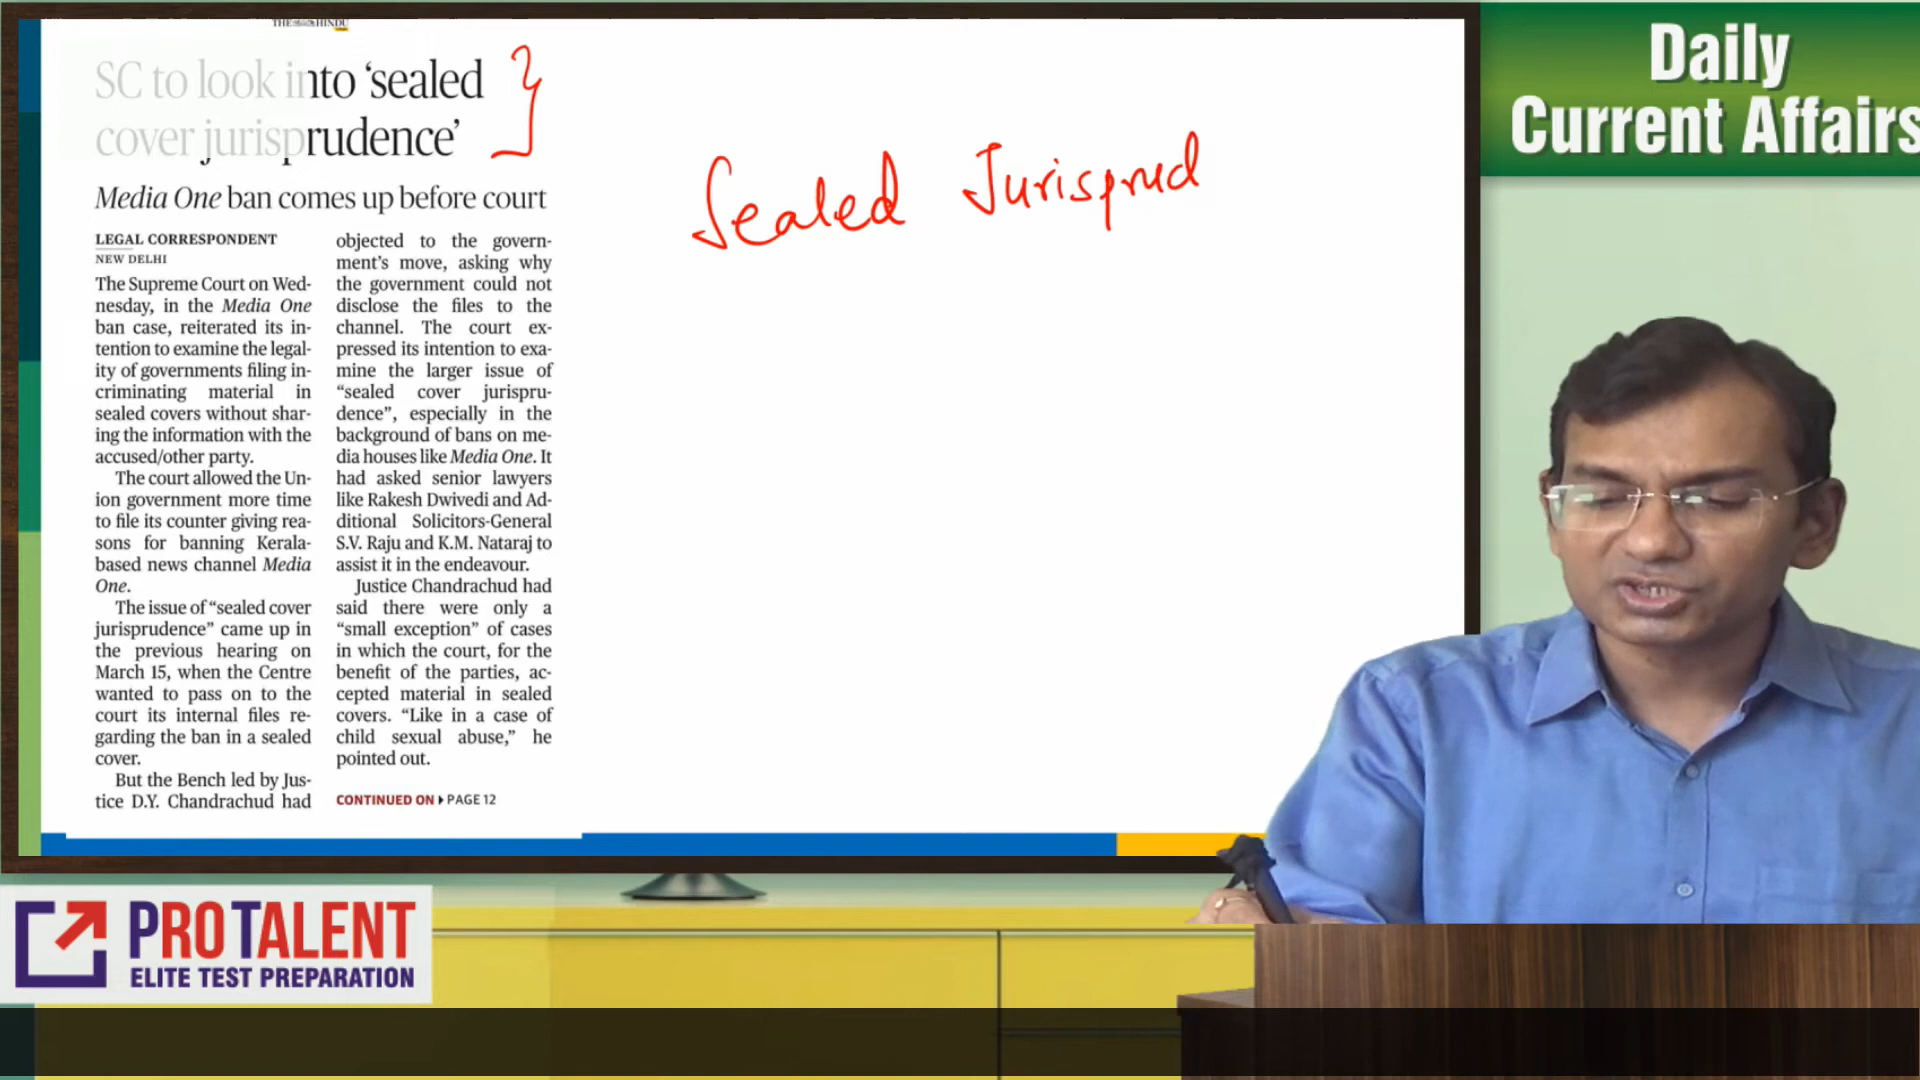 THE HINDU
SC to look into ‘sealed
cover jurisprudence’
Media One ban comes up before court
LEGAL CORRESPONDENT
NEW DELHI
The Supreme Court on Wed-
nesday, in the Media One
ban case, reiterated its in-
tention to examine the legal-
ity of governments filing in-
criminating material in
sealed covers without shar-
ing the information with the
accused/other party.
The court allowed the Un-
ion government more time
to file its counter giving rea-
sons for banning Kerala-
based news channel Media
One.
The issue of “sealed cover
jurisprudence” came up in
the previous hearing on
March 15, when the Centre
wanted to pass on to the
court its internal files re-
garding the ban in a sealed
cover.
But the Bench led by Jus-
tice D.Y. Chandrachud had
objected to the govern-
ment’s move, asking why
the government could not
disclose the files to the
channel. The court ex-
pressed its intention to exa-
mine the larger issue of
“sealed cover jurispru-
dence”, especially in the
background of bans on me-
dia houses like Media One. It
had asked senior lawyers
like Rakesh Dwivedi and Ad-
ditional Solicitors-General
S.V. Raju and K.M. Nataraj to
assist it in the endeavour.
Justice Chandrachud had
said there were only a
“small exception” of cases
in which the court, for the
benefit of the parties, ac-
cepted material in sealed
covers. “Like in a case of
child sexual abuse,” he
pointed out.
CONTINUED ON PAGE 12
Sealed Jurisprud
Daily
Current Affairs
PROTALENT
ELITE TEST PREPARATION